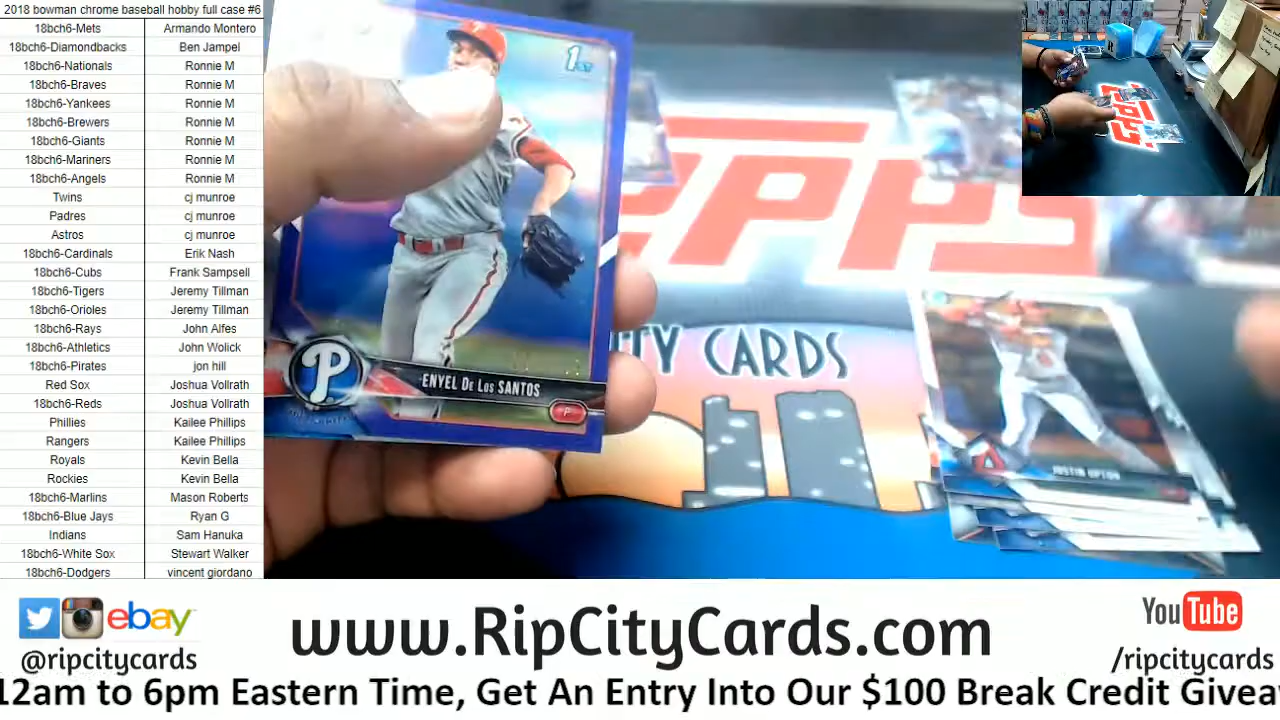 2018 bowman chrome baseball hobby full case #6
18bch6-Mets Armando Montero
18bch6-Diamondbacks Ben Jampel
18bch6-Nationals Ronnie M
18bch6-Braves Ronnie M
18bch6-Yankees Ronnie M
18bch6-Brewers Ronnie M
18bch6-Giants Ronnie M
18bch6-Mariners Ronnie M
18bch6-Angels Ronnie M
Twins cj munroe
Padres cj munroe
Astros cj munroe
18bch6-Cardinals Erik Nash
18bch6-Cubs Frank Sampsell
18bch6-Tigers Jeremy Tillman
18bch6-Orioles Jeremy Tillman
18bch6-Rays John Alfes
18bch6-Athletics John Wolick
18bch6-Pirates jon hill
Red Sox Joshua Vollrath
18bch6-Reds Joshua Vollrath
Phillies Kailee Phillips
Rangers Kailee Phillips
Royals Kevin Bella
Rockies Kevin Bella
18bch6-Marlins Mason Roberts
18bch6-Blue Jays Ryan G
Indians Sam Hanuka
18bch6-White Sox Stewart Walker
18bch6-Dodgers vincent giordano
1ST
P
ENYEL De Los SANTOS
P
OPPS
ITY CARDS
JUSTIN UPTON
ebay
@ripcitycards
www.RipCityCards.com
YouTube
/ripcitycards
12am to 6pm Eastern Time, Get An Entry Into Our $100 Break Credit Giveav